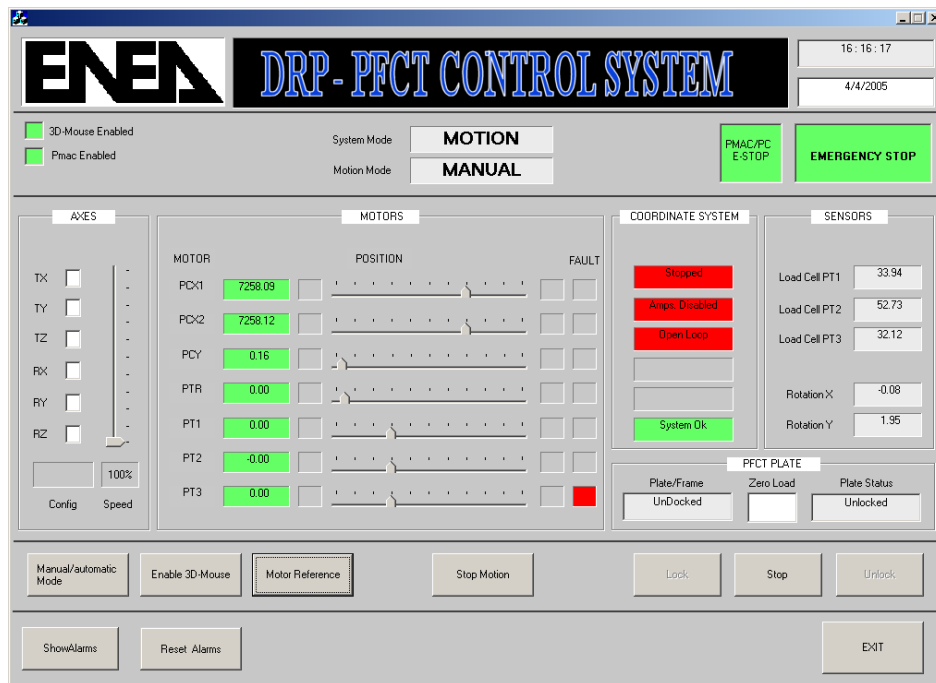 ENEA
DRP - PFCT CONTROL SYSTEM
16 : 16 : 17
4/4/2005
3D-Mouse Enabled
Pmac Enabled
System Mode
MOTION
Motion Mode
MANUAL
PMAC/PC
E-STOP
EMERGENCY STOP
AXES
TX
TY
TZ
RX
RY
RZ
100%
Config
Speed
MOTORS
MOTOR
POSITION
FAULT
PCX1
7258.09
PCX2
7258.12
PCY
0.16
PTR
0.00
PT1
0.00
PT2
-0.00
PT3
0.00
COORDINATE SYSTEM
Stopped
Amps. Disabled
Open Loop
System Ok
SENSORS
Load Cell PT1
33.94
Load Cell PT2
52.73
Load Cell PT3
32.12
Rotation X
-0.08
Rotation Y
1.95
PFCT PLATE
Plate/Frame
Zero Load
Plate Status
UnDocked
Unlocked
Manual/automatic
Mode
Enable 3D-Mouse
Motor Reference
Stop Motion
Lock
Stop
Unlock
ShowAlarms
Reset Alarms
EXIT